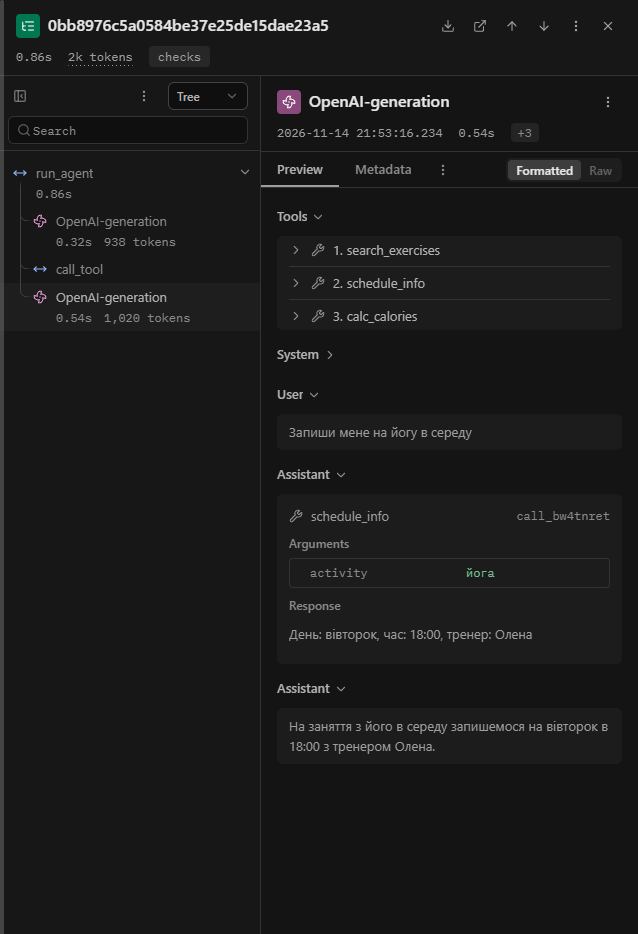 0bb8976c5a0584be37e25de15dae23a5
0.86s 2k tokens checks
Tree
Search
run_agent
0.86s
OpenAI-generation
0.32s 938 tokens
call_tool
OpenAI-generation
0.54s 1,020 tokens
OpenAI-generation
2026-11-14 21:53:16.234 0.54s +3
Preview Metadata Formatted Raw
Tools
1. search_exercises
2. schedule_info
3. calc_calories
System
User
Запиши мене на йогу в середу
Assistant
schedule_info call_bw4tnret
Arguments
activity йога
Response
День: вівторок, час: 18:00, тренер: Олена
Assistant
На заняття з його в середу запишемося на вівторок в
18:00 з тренером Олена.